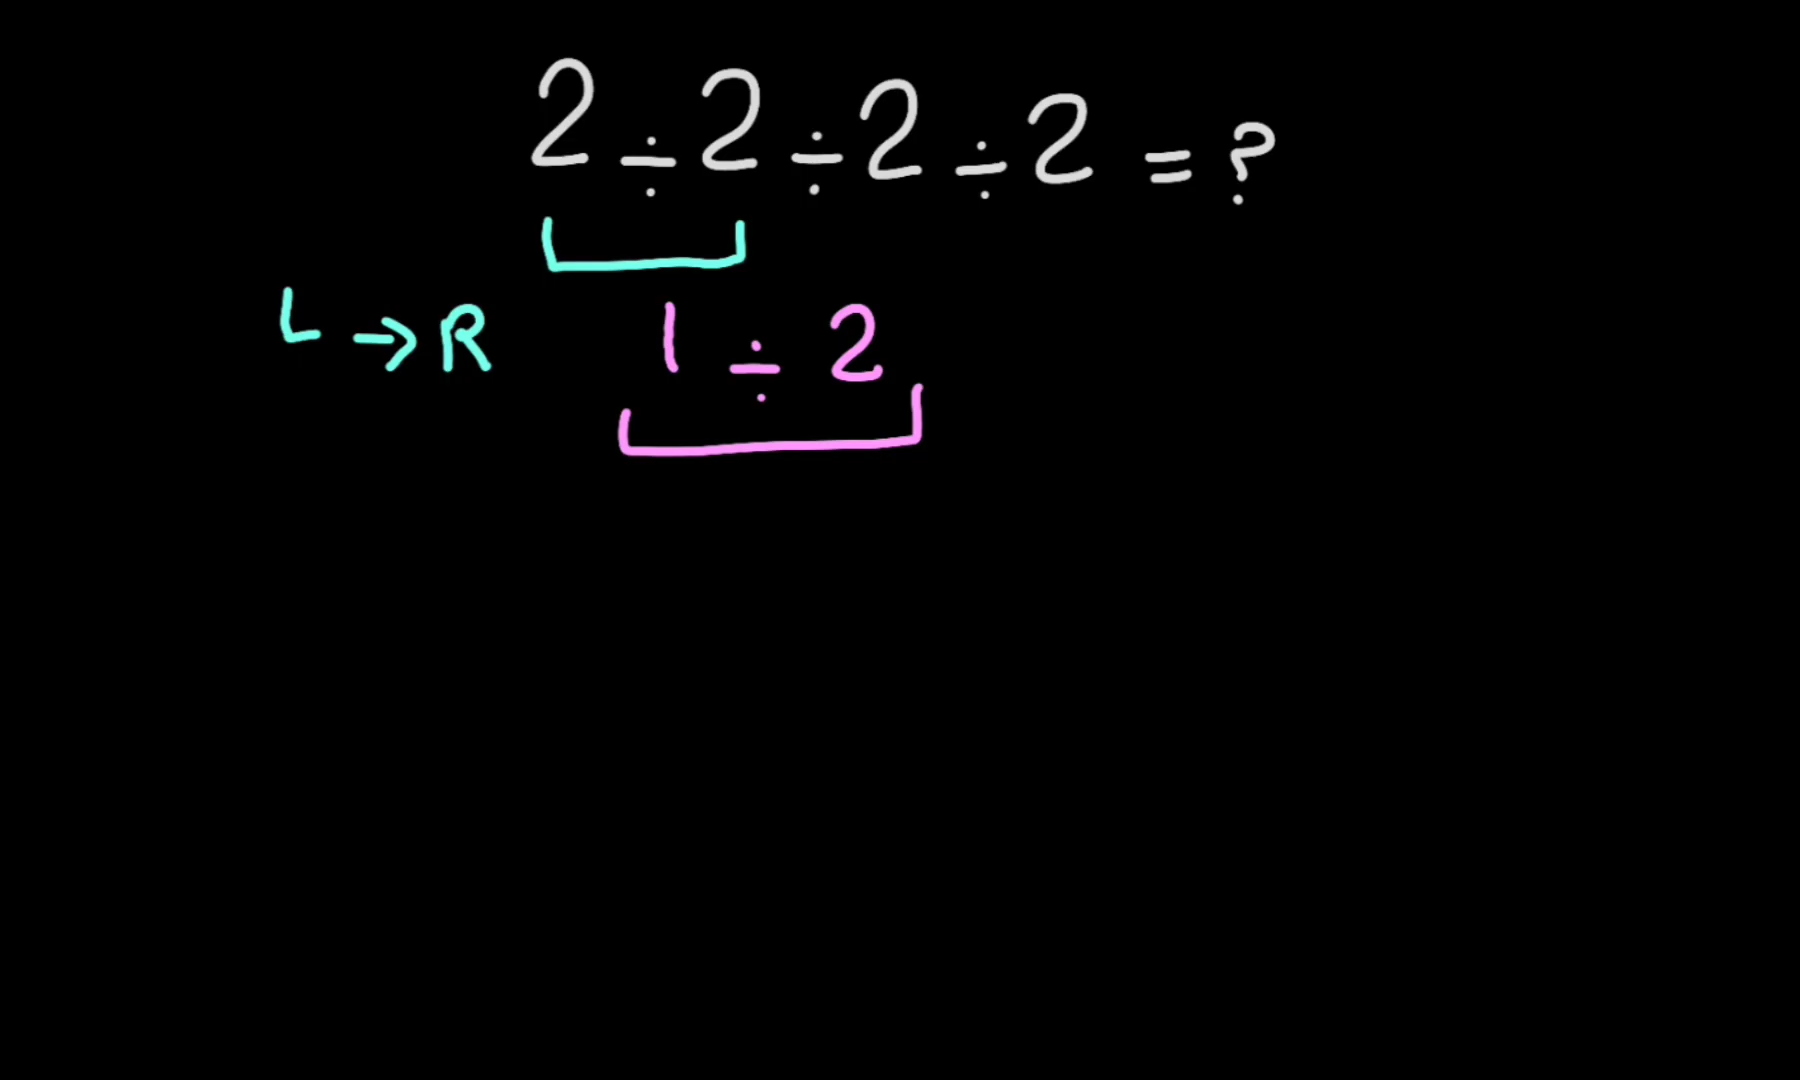 2 ÷ 2 ÷ 2 ÷ 2 = ?
L → R
1 ÷ 2